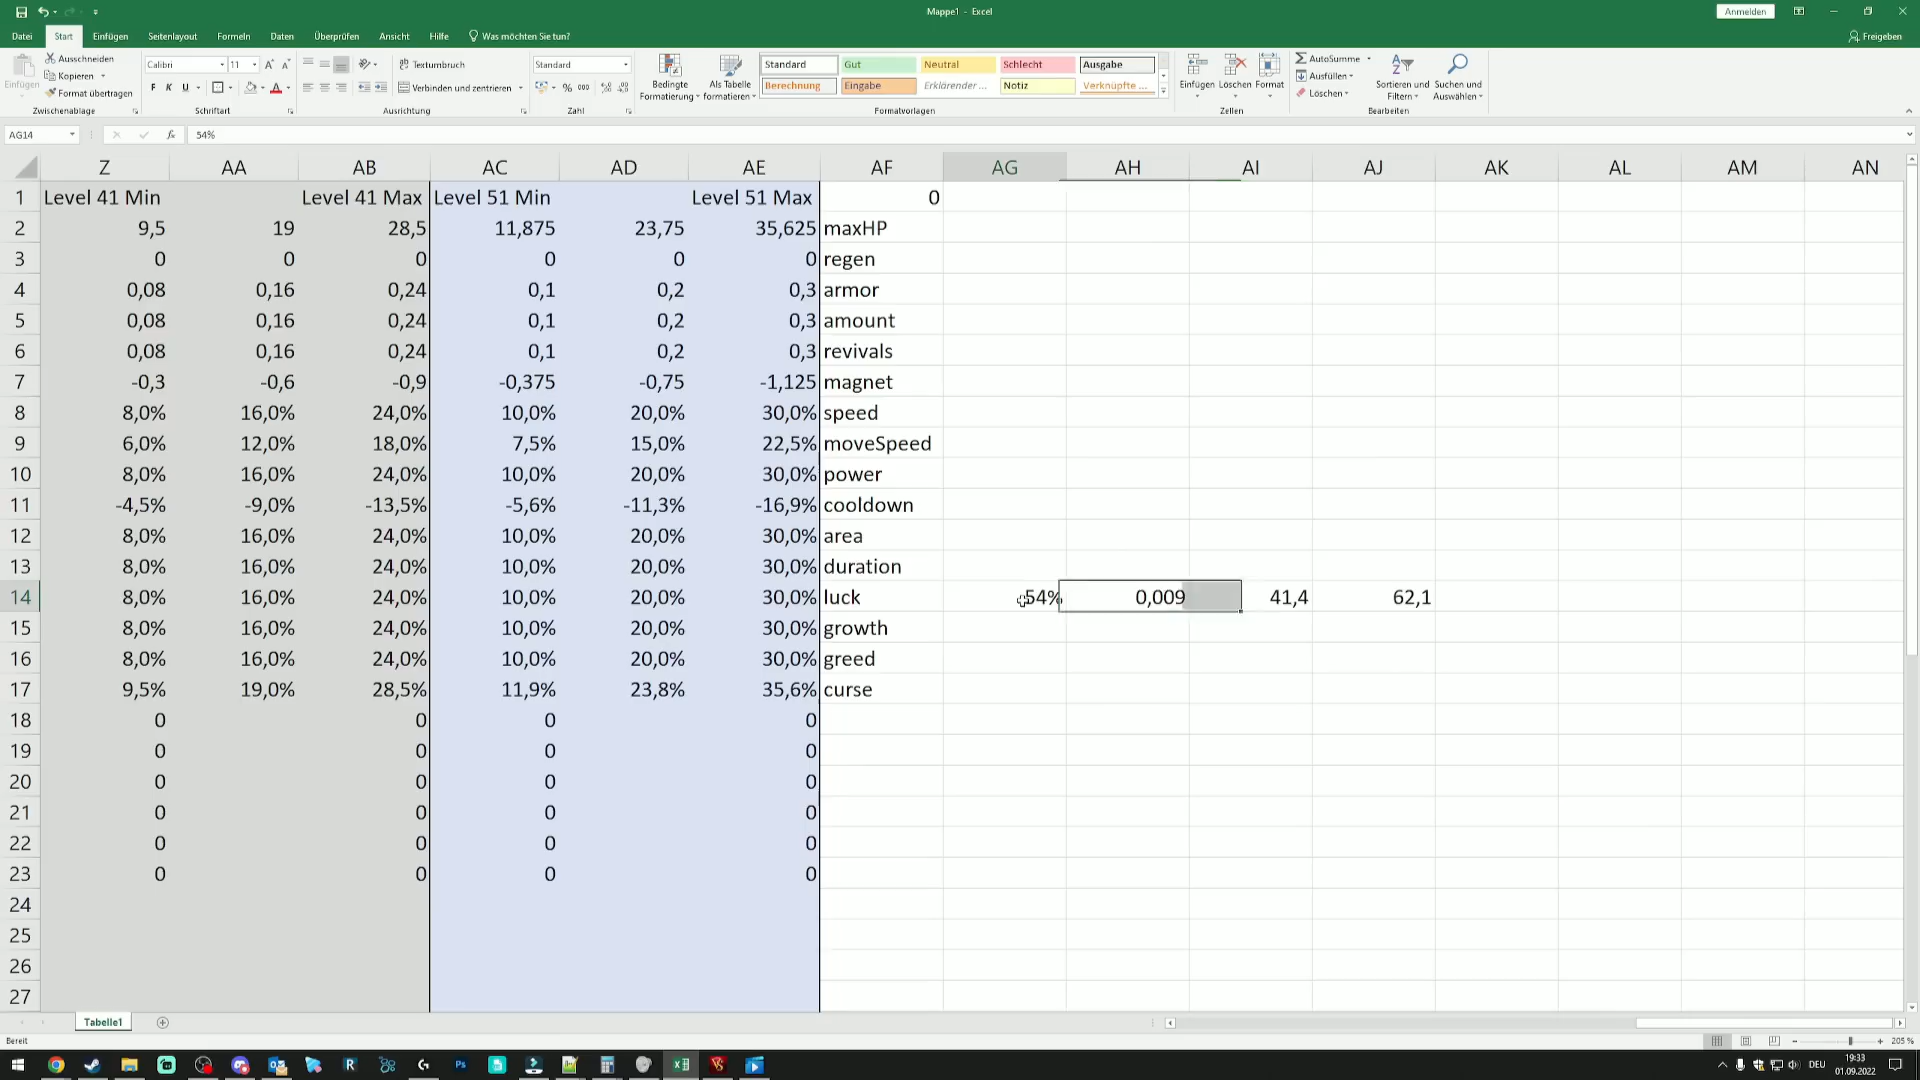 Mappe1 - Excel
Anmelden
Datei Start Einfügen Seitenlayout Formeln Daten Überprüfen Ansicht Hilfe Was möchten Sie tun? Freigeben
Einfügen
Ausschneiden
Kopieren
Format übertragen
Zwischenablage
Calibri 11
F K U
Schriftart
Textumbruch
Verbinden und zentrieren
Ausrichtung
Standard
% 000
Zahl
Bedingte Formatierung
Als Tabelle formatieren
Standard Gut Neutral Schlecht Ausgabe
Berechnung Eingabe Erklärender ... Notiz Verknüpfte ...
Formatvorlagen
Einfügen Löschen Format
Zellen
AutoSumme
Ausfüllen
Löschen
Sortieren und Filtern
Suchen und Auswählen
Bearbeiten
AG14 fx 54%
Z AA AB AC AD AE AF AG AH AI AJ AK AL AM AN
1 Level 41 Min Level 41 Max Level 51 Min Level 51 Max 0
2 9,5 19 28,5 11,875 23,75 35,625 maxHP
3 0 0 0 0 0 0 regen
4 0,08 0,16 0,24 0,1 0,2 0,3 armor
5 0,08 0,16 0,24 0,1 0,2 0,3 amount
6 0,08 0,16 0,24 0,1 0,2 0,3 revivals
7 -0,3 -0,6 -0,9 -0,375 -0,75 -1,125 magnet
8 8,0% 16,0% 24,0% 10,0% 20,0% 30,0% speed
9 6,0% 12,0% 18,0% 7,5% 15,0% 22,5% moveSpeed
10 8,0% 16,0% 24,0% 10,0% 20,0% 30,0% power
11 -4,5% -9,0% -13,5% -5,6% -11,3% -16,9% cooldown
12 8,0% 16,0% 24,0% 10,0% 20,0% 30,0% area
13 8,0% 16,0% 24,0% 10,0% 20,0% 30,0% duration
14 8,0% 16,0% 24,0% 10,0% 20,0% 30,0% luck 54% 0,009 41,4 62,1
15 8,0% 16,0% 24,0% 10,0% 20,0% 30,0% growth
16 8,0% 16,0% 24,0% 10,0% 20,0% 30,0% greed
17 9,5% 19,0% 28,5% 11,9% 23,8% 35,6% curse
18 0 0 0 0
19 0 0 0 0
20 0 0 0 0
21 0 0 0 0
22 0 0 0 0
23 0 0 0 0
24
25
26
27
Tabelle1
Bereit
205 %
DEU
19:33
01.09.2022